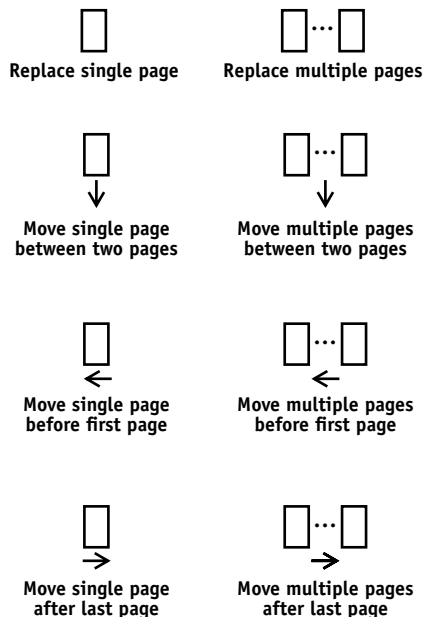 Replace single page
Replace multiple pages
Move single page
between two pages
Move multiple pages
between two pages
Move single page
before first page
Move multiple pages
before first page
Move single page
after last page
Move multiple pages
after last page